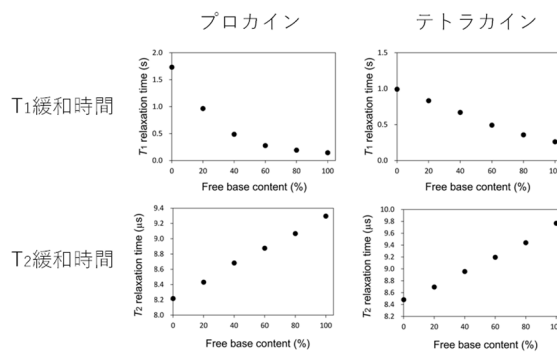 プロカイン
テトラカイン
T1緩和時間
T1 relaxation time (s)
2.0
1.5
1.0
0.5
0.0
0 20 40 60 80 100
Free base content (%)
T1 relaxation time (s)
1.5
1.0
0.5
0.0
0 20 40 60 80 100
Free base content (%)
T2緩和時間
T2 relaxation time (μs)
9.4
9.2
9.0
8.8
8.6
8.4
8.2
8.0
0 20 40 60 80 100
Free base content (%)
T2 relaxation time (μs)
10.0
9.8
9.6
9.4
9.2
9.0
8.8
8.6
8.4
8.2
0 20 40 60 80 100
Free base content (%)